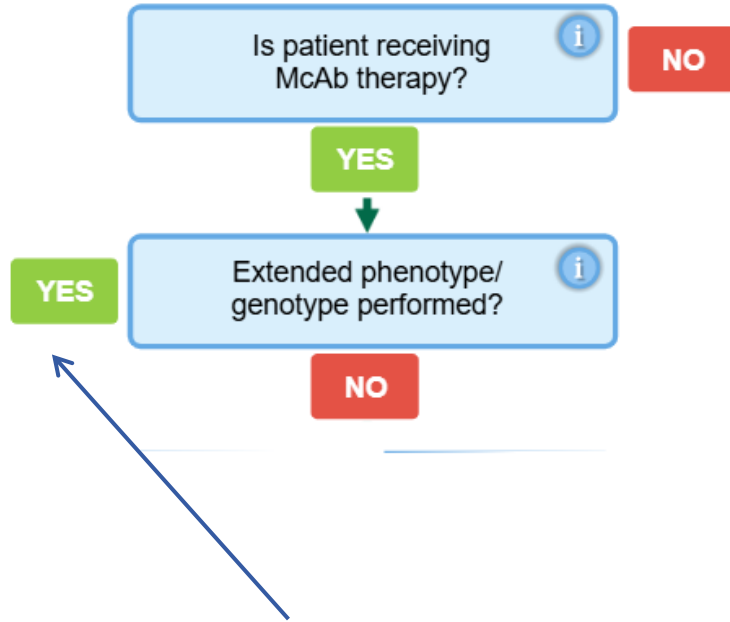 Is patient receiving
McAb therapy?
i
NO
YES
Extended phenotype/
genotype performed?
i
YES
NO